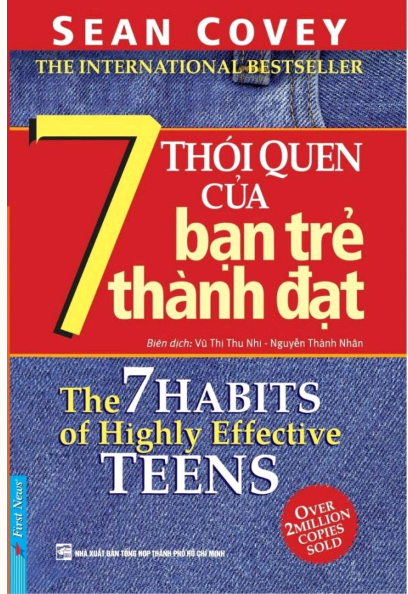 SEAN COVEY
THE INTERNATIONAL BESTSELLER
7
THÓI QUEN
CỦA
bạn trẻ
thành đạt
Biên dịch: Vũ Thị Thu Nhi - Nguyễn Thành Nhân
The 7 HABITS
of Highly Effective
TEENS
OVER
2MILLION
COPIES
SOLD
First News
NHÀ XUẤT BẢN TỔNG HỢP THÀNH PHỐ HỒ CHÍ MINH